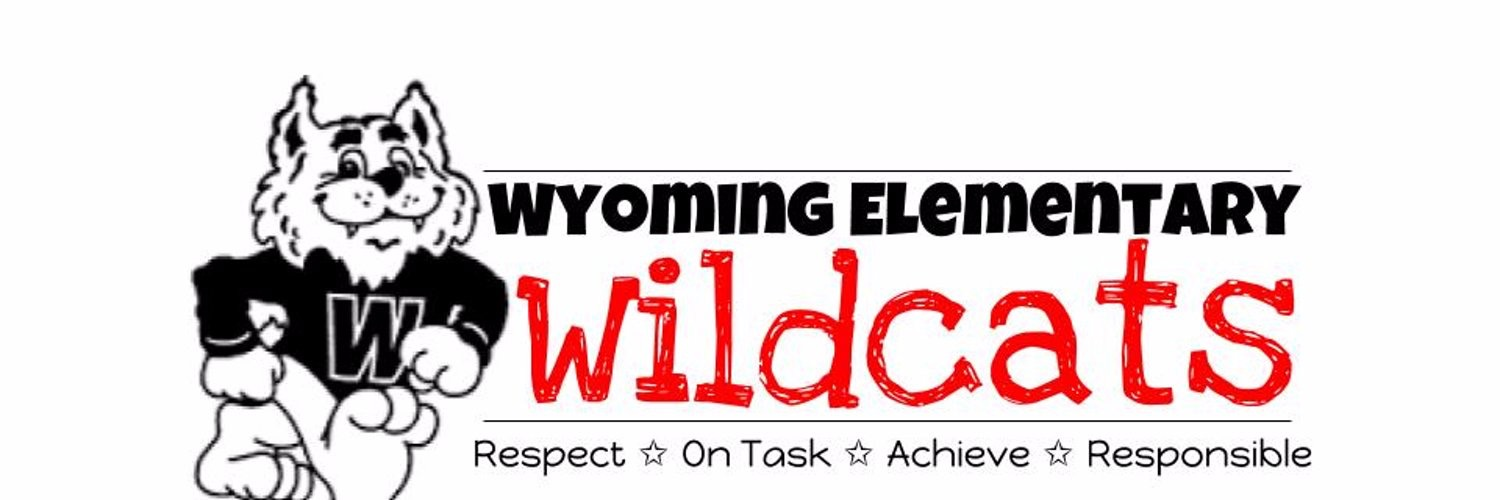 W
Wyoming Elementary
Wildcats
Respect ☆ On Task ☆ Achieve ☆ Responsible